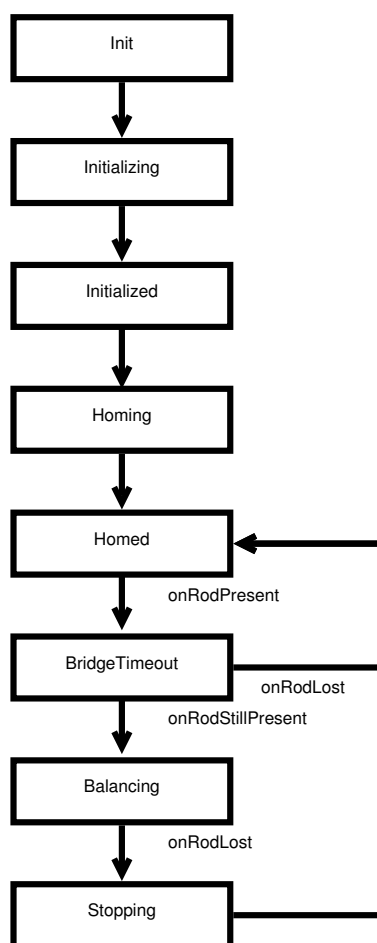 Init
Initializing
Initialized
Homing
Homed
onRodPresent
BridgeTimeout
onRodLost
onRodStillPresent
Balancing
onRodLost
Stopping